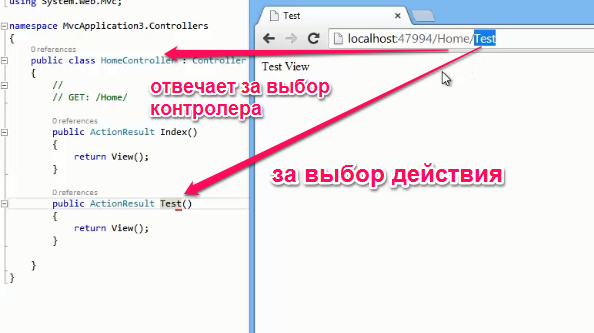 using System.Web.Mvc;
namespace MvcApplication3.Controllers
{
0 references
public class HomeController : Controller
{
//
// GET: /Home/
0 references
public ActionResult Index()
{
return View();
}
0 references
public ActionResult Test()
{
return View();
}
}
}
Test
localhost:47994/Home/Test
Test View
отвечает за выбор
контролера
за выбор действия